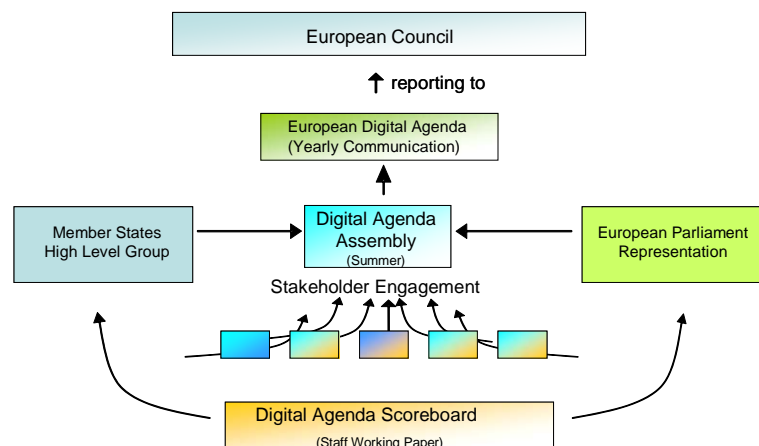 European Council
reporting to
European Digital Agenda
(Yearly Communication)
Member States
High Level Group
Digital Agenda
Assembly
(Summer)
European Parliament
Representation
Stakeholder Engagement
Digital Agenda Scoreboard
(Staff Working Paper)